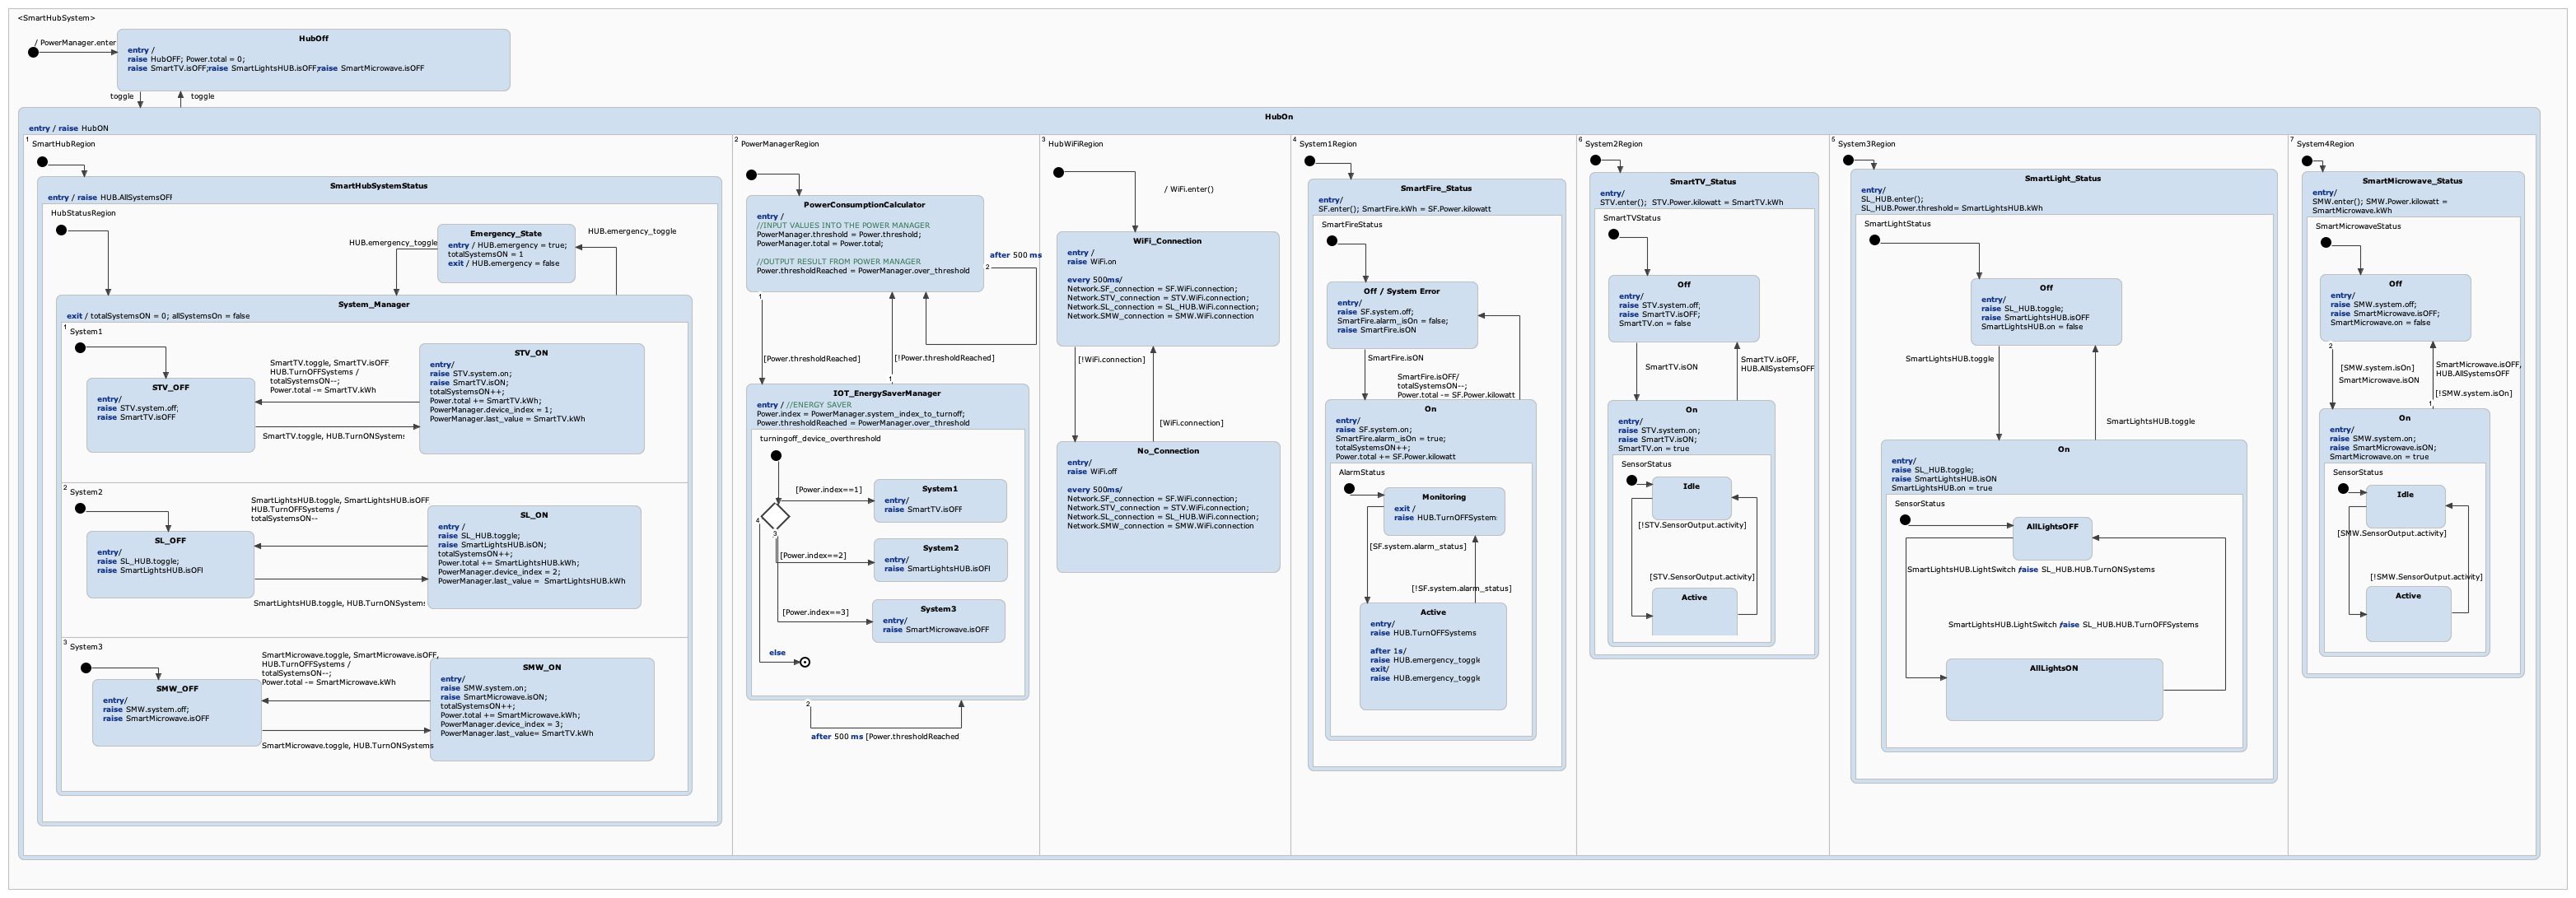 <SmartHubSystem>
/ PowerManager.enter
HubOff
entry /
raise HubOFF; Power.total = 0;
raise SmartTV.isOFF;raise SmartLightsHUB.isOFF;raise SmartMicrowave.isOFF
toggle
toggle
HubOn
entry / raise HubON
1
SmartHubRegion
SmartHubSystemStatus
entry / raise HUB.AllSystemsOFF
HubStatusRegion
Emergency_State
entry / HUB.emergency = true;
totalSystemsON = 1
exit / HUB.emergency = false
HUB.emergency_toggle
HUB.emergency_toggle
System_Manager
exit / totalSystemsON = 0; allSystemsOn = false
1
System1
STV_OFF
entry/
raise STV.system.off;
raise SmartTV.isOFF
SmartTV.toggle, SmartTV.isOFF
HUB.TurnOFFSystems /
totalSystemsON--;
Power.total -= SmartTV.kWh
SmartTV.toggle, HUB.TurnONSystems
STV_ON
entry/
raise STV.system.on;
raise SmartTV.isON;
totalSystemsON++;
Power.total += SmartTV.kWh;
PowerManager.device_index = 1;
PowerManager.last_value = SmartTV.kWh
2
System2
SL_OFF
entry/
raise SL_HUB.toggle;
raise SmartLightsHUB.isOFI
SmartLightsHUB.toggle, SmartLightsHUB.isOFF
HUB.TurnOFFSystems /
totalSystemsON--
SmartLightsHUB.toggle, HUB.TurnONSystems
SL_ON
entry /
raise SL_HUB.toggle;
raise SmartLightsHUB.isON;
totalSystemsON++;
Power.total += SmartLightsHUB.kWh;
PowerManager.device_index = 2;
PowerManager.last_value = SmartLightsHUB.kWh
3
System3
SMW_OFF
entry/
raise SMW.system.off;
raise SmartMicrowave.isOFF
SmartMicrowave.toggle, SmartMicrowave.isOFF,
HUB.TurnOFFSystems /
totalSystemsON--;
Power.total -= SmartMicrowave.kWh
SmartMicrowave.toggle, HUB.TurnONSystems
SMW_ON
entry/
raise SMW.system.on;
raise SmartMicrowave.isON;
totalSystemsON++;
Power.total += SmartMicrowave.kWh;
PowerManager.device_index = 3;
PowerManager.last_value= SmartTV.kWh
2
PowerManagerRegion
PowerConsumptionCalculator
entry /
//INPUT VALUES INTO THE POWER MANAGER
PowerManager.threshold = Power.threshold;
PowerManager.total = Power.total;
//OUTPUT RESULT FROM POWER MANAGER
Power.thresholdReached = PowerManager.over_threshold
after 500 ms
2
1
[Power.thresholdReached]
[!Power.thresholdReached]
1
IOT_EnergySaverManager
entry / //ENERGY SAVER
Power.index = PowerManager.system_index_to_turnoff;
Power.thresholdReached = PowerManager.over_threshold
turningoff_device_overthreshold
[Power.index==1]
System1
entry/
raise SmartTV.isOFF
4
3
[Power.index==2]
System2
entry/
raise SmartLightsHUB.isOFI
[Power.index==3]
System3
entry/
raise SmartMicrowave.isOFF
else
2
after 500 ms [Power.thresholdReached
3
HubWiFiRegion
/ WiFi.enter()
WiFi_Connection
entry /
raise WiFi.on
every 500ms/
Network.SF_connection = SF.WiFi.connection;
Network.STV_connection = STV.WiFi.connection;
Network.SL_connection = SL_HUB.WiFi.connection;
Network.SMW_connection = SMW.WiFi.connection
[!WiFi.connection]
[WiFi.connection]
No_Connection
entry/
raise WiFi.off
every 500ms/
Network.SF_connection = SF.WiFi.connection;
Network.STV_connection = STV.WiFi.connection;
Network.SL_connection = SL_HUB.WiFi.connection;
Network.SMW_connection = SMW.WiFi.connection
4
System1Region
SmartFire_Status
entry/
SF.enter(); SmartFire.kWh = SF.Power.kilowatt
SmartFireStatus
Off / System Error
entry/
raise SF.system.off;
SmartFire.alarm_isOn = false;
raise SmartFire.isON
SmartFire.isON
SmartFire.isOFF/
totalSystemsON--;
Power.total -= SF.Power.kilowatt
On
entry/
raise SF.system.on;
SmartFire.alarm_isOn = true;
totalSystemsON++;
Power.total += SF.Power.kilowatt
AlarmStatus
Monitoring
exit /
raise HUB.TurnOFFSystem
[SF.system.alarm_status]
[!SF.system.alarm_status]
Active
entry/
raise HUB.TurnOFFSystems
after 1s/
raise HUB.emergency_toggle
exit/
raise HUB.emergency_toggle
6
System2Region
SmartTV_Status
entry/
STV.enter(); STV.Power.kilowatt = SmartTV.kWh
SmartTVStatus
Off
entry/
raise STV.system.off;
raise SmartTV.isOFF;
SmartTV.on = false
SmartTV.isON
SmartTV.isOFF,
HUB.AllSystemsOFF
On
entry/
raise STV.system.on;
raise SmartTV.isON;
SmartTV.on = true
SensorStatus
Idle
[!STV.SensorOutput.activity]
[STV.SensorOutput.activity]
Active
5
System3Region
SmartLight_Status
entry/
SL_HUB.enter();
SL_HUB.Power.threshold= SmartLightsHUB.kWh
SmartLightStatus
Off
entry/
raise SL_HUB.toggle;
raise SmartLightsHUB.isOFF
SmartLightsHUB.on = false
SmartLightsHUB.toggle
SmartLightsHUB.toggle
On
entry/
raise SL_HUB.toggle;
raise SmartLightsHUB.isON
SmartLightsHUB.on = true
SensorStatus
AllLightsOFF
SmartLightsHUB.LightSwitch /raise SL_HUB.HUB.TurnONSystems
SmartLightsHUB.LightSwitch /raise SL_HUB.HUB.TurnOFFSystems
AllLightsON
7
System4Region
SmartMicrowave_Status
entry/
SMW.enter(); SMW.Power.kilowatt =
SmartMicrowave.kWh
SmartMicrowaveStatus
Off
entry/
raise SMW.system.off;
raise SmartMicrowave.isOFF;
SmartMicrowave.on = false
2
[SMW.system.isOn]
SmartMicrowave.isON
SmartMicrowave.isOFF,
HUB.AllSystemsOFF
[!SMW.system.isOn]
1
On
entry/
raise SMW.system.on;
raise SmartMicrowave.isON;
SmartMicrowave.on = true
SensorStatus
Idle
[SMW.SensorOutput.activity]
[!SMW.SensorOutput.activity]
Active